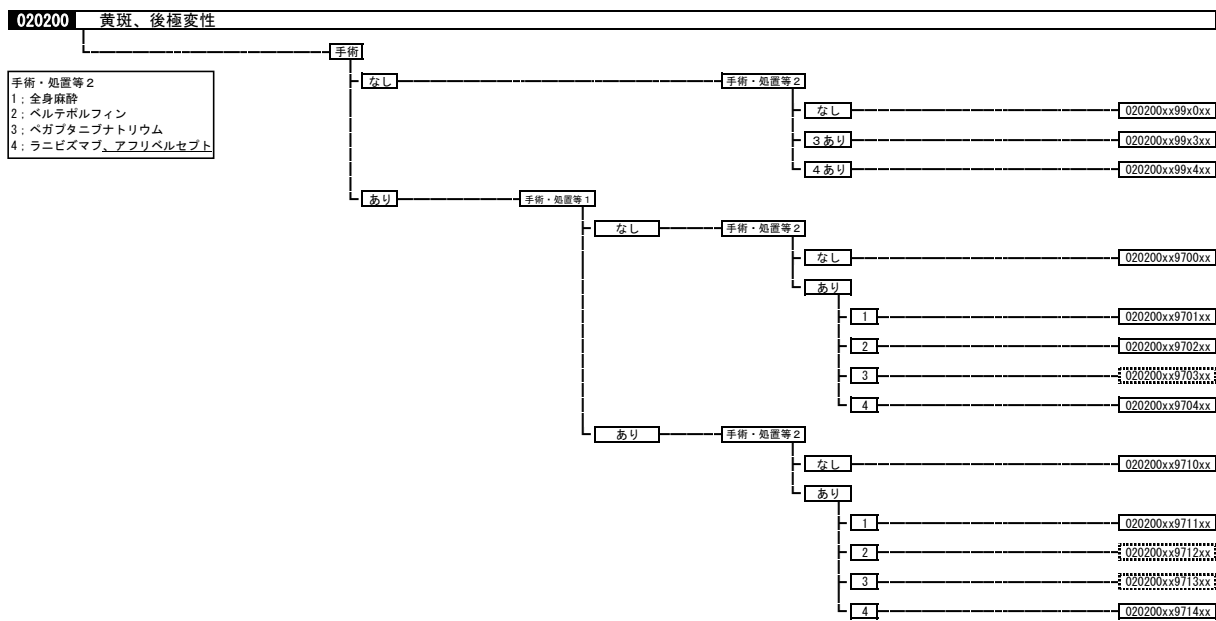 020200 黄斑、後極変性
手術
手術・処置等２
1；全身麻酔
2；ベルテポルフィン
3；ペガプタニブナトリウム
4；ラニビズマブ、アフリベルセプト
なし 手術・処置等２
なし 020200xx99x0xx
３あり 020200xx99x3xx
４あり 020200xx99x4xx
あり 手術・処置等１
なし 手術・処置等２
なし 020200xx9700xx
あり
1 020200xx9701xx
2 020200xx9702xx
3 020200xx9703xx
4 020200xx9704xx
あり 手術・処置等２
なし 020200xx9710xx
あり
1 020200xx9711xx
2 020200xx9712xx
3 020200xx9713xx
4 020200xx9714xx